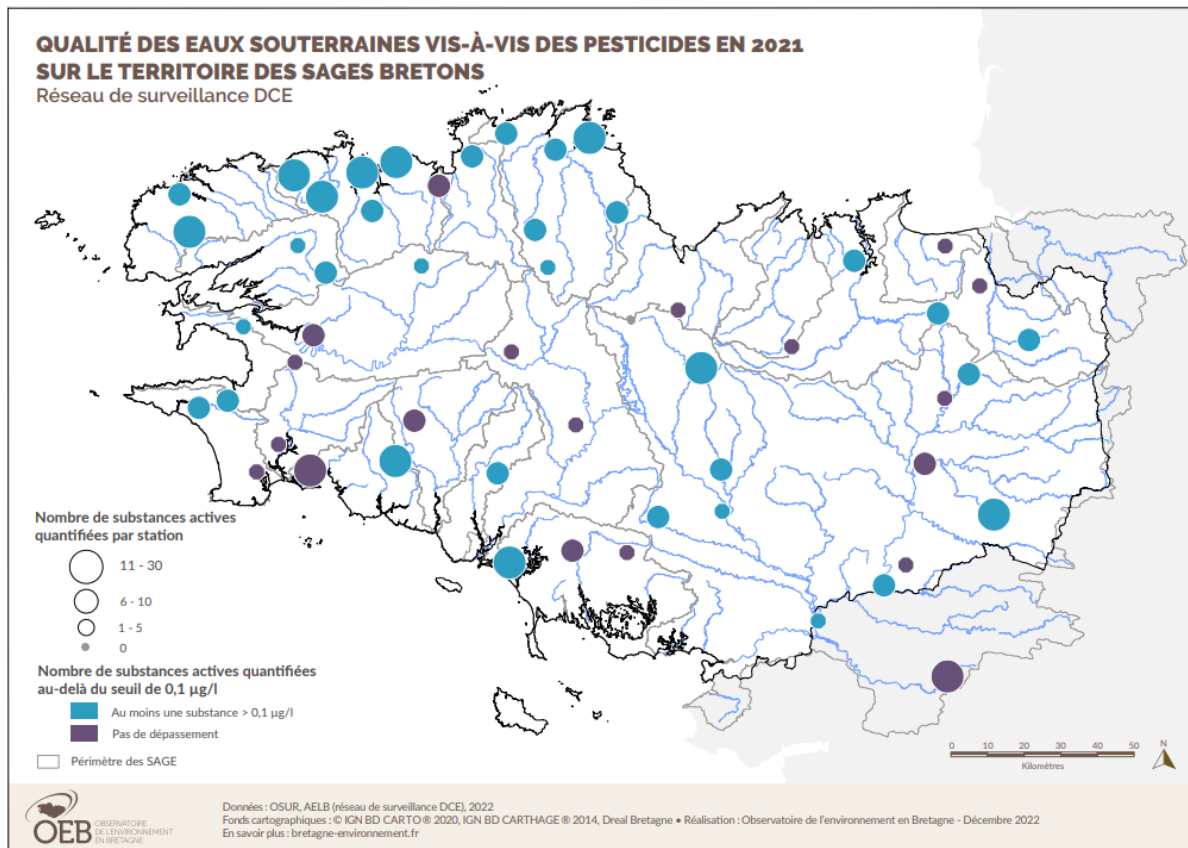 QUALITÉ DES EAUX SOUTERRAINES VIS-À-VIS DES PESTICIDES EN 2021
SUR LE TERRITOIRE DES SAGES BRETONS
Réseau de surveillance DCE
Nombre de substances actives
quantifiées par station
11 - 30
6 - 10
1 - 5
0
Nombre de substances actives quantifiées
au-delà du seuil de 0,1 µg/l
Au moins une substance > 0,1 µg/l
Pas de dépassement
Périmètre des SAGE
0 10 20 30 40 50
Kilomètres
N
OEB
OBSERVATOIRE
DE L'ENVIRONNEMENT
EN BRETAGNE
Données : OSUR, AELB (réseau de surveillance DCE), 2022
Fonds cartographiques : © IGN BD CARTO® 2020, IGN BD CARTHAGE® 2014, Dreal Bretagne • Réalisation : Observatoire de l'environnement en Bretagne - Décembre 2022
En savoir plus : bretagne-environnement.fr